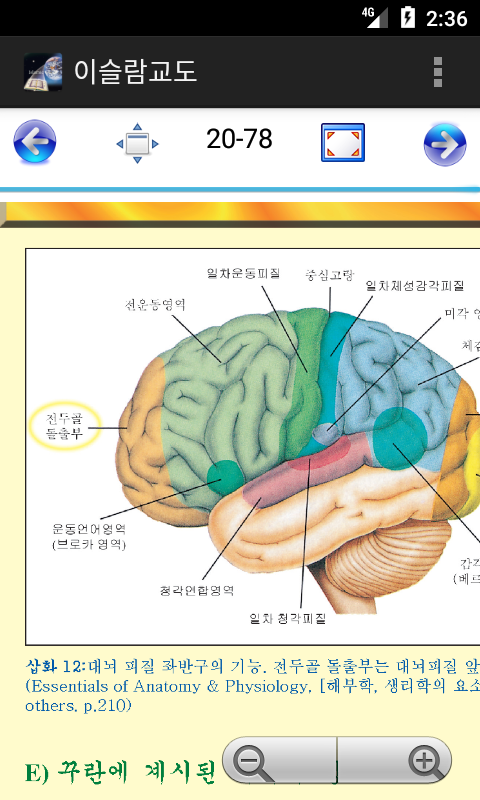 4G 2:36
이슬람교도
20-78
일차운동피질
중심고랑
일차체성감각피질
전운동영역
미각 영
체감
전두골
돌출부
운동언어영역
(브로카 영역)
감각
(베르
청각연합영역
일차 청각피질
삽화 12:대뇌 피질 좌반구의 기능. 전두골 돌출부는 대뇌피질 앞
(Essentials of Anatomy & Physiology, [해부학, 생리학의 요소
others, p.210)
E) 꾸란에 계시된